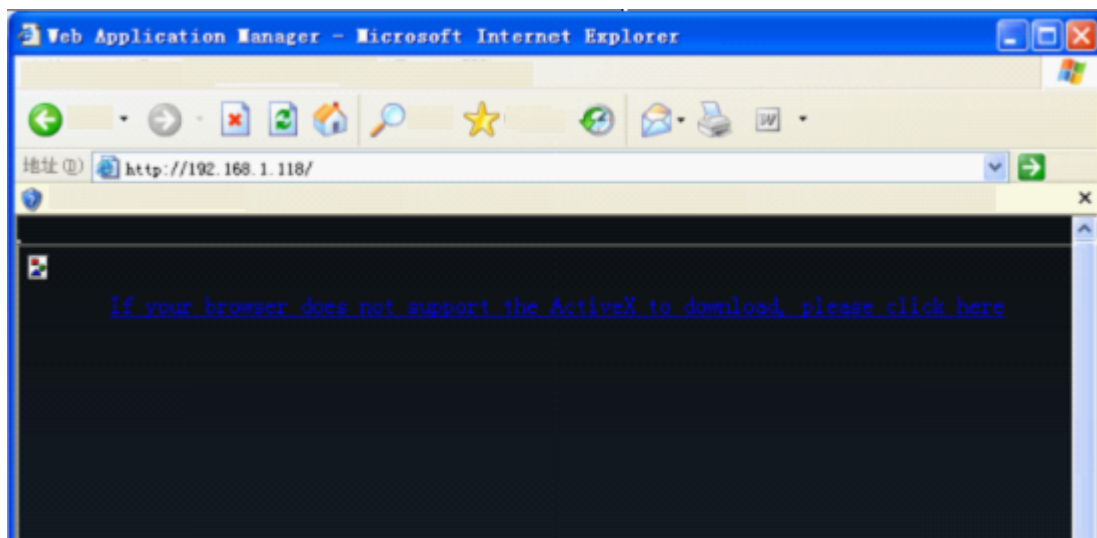 Web Application Manager - Microsoft Internet Explorer
W
地址(D) http://192.168.1.118/
If your browser does not support the ActiveX to download, please click here